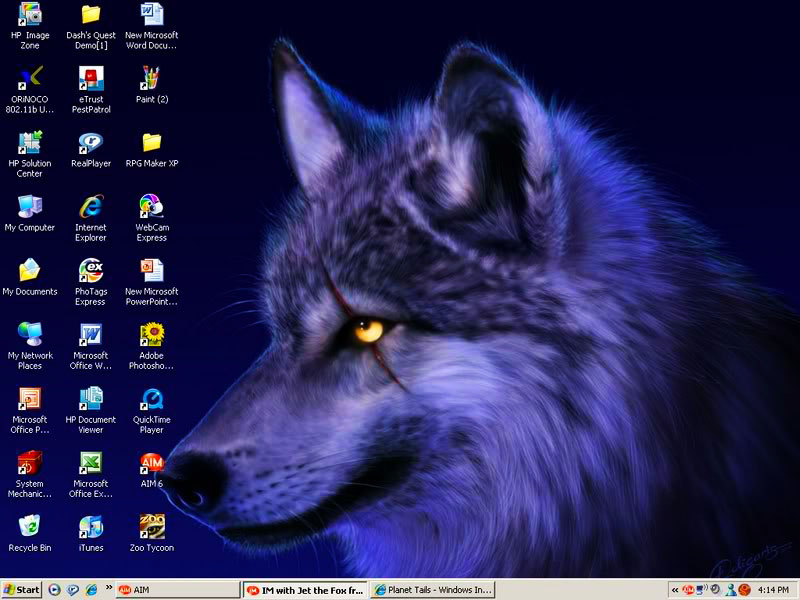 HP Image
Zone
Dash's Quest
Demo[1]
New Microsoft
Word Docu...
ORiNOCO
802.11b U...
eTrust
PestPatrol
Paint (2)
HP Solution
Center
RealPlayer
RPG Maker XP
My Computer
Internet
Explorer
WebCam
Express
My Documents
PhoTags
Express
New Microsoft
PowerPoint...
My Network
Places
Microsoft
Office W...
Adobe
Photosho...
Microsoft
Office P...
HP Document
Viewer
QuickTime
Player
System
Mechanic...
Microsoft
Office Ex...
AIM 6
Recycle Bin
iTunes
Zoo Tycoon
Start
AIM
IM with Jet the Fox fr...
Planet Tails - Windows In...
4:14 PM